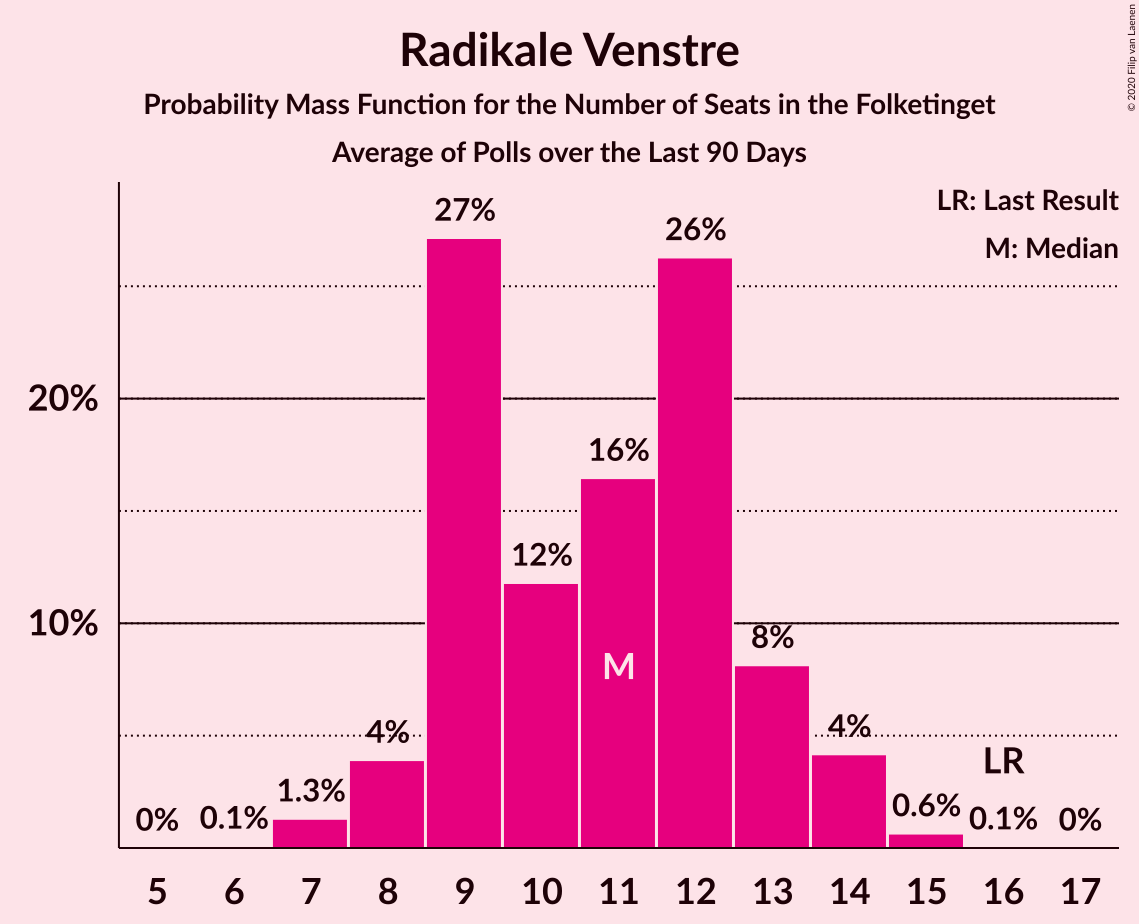 Radikale Venstre
Probability Mass Function for the Number of Seats in the Folketinget
Average of Polls over the Last 90 Days
© 2020 Filip van Laenen
LR: Last Result
M: Median
27%
26%
20%
16%
12%
10%
8%
M
4%
4%
LR
1.3%
0.6%
0%
0.1%
0.1%
0%
5 6 7 8 9 10 11 12 13 14 15 16 17